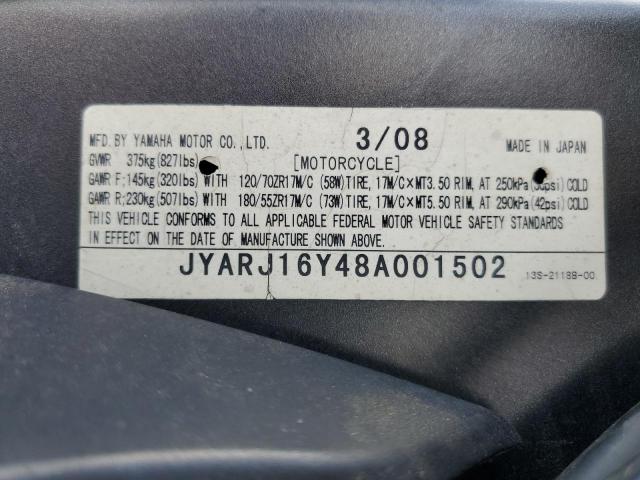 MFD. BY YAMAHA MOTOR CO., LTD. 3/08 MADE IN JAPAN
GVWR 375kg(827lbs) [MOTORCYCLE]
GAWR F; 145kg(320lbs) WITH 120/70ZR17M/C (58W)TIRE, 17M/C×MT3.50 RIM, AT 250kPa COLD
GAWR R; 230kg(507lbs) WITH 180/55ZR17M/C (73W)TIRE, 17M/C×MT5.50 RIM, AT 290kPa(42psi) COLD
THIS VEHICLE CONFORMS TO ALL APPLICABLE FEDERAL MOTOR VEHICLE SAFETY STANDARDS
IN EFFECT ON THE DATE OF MANUFACTURE SHOWN ABOVE.
JYARJ16Y48A001502
13S-2118B-00